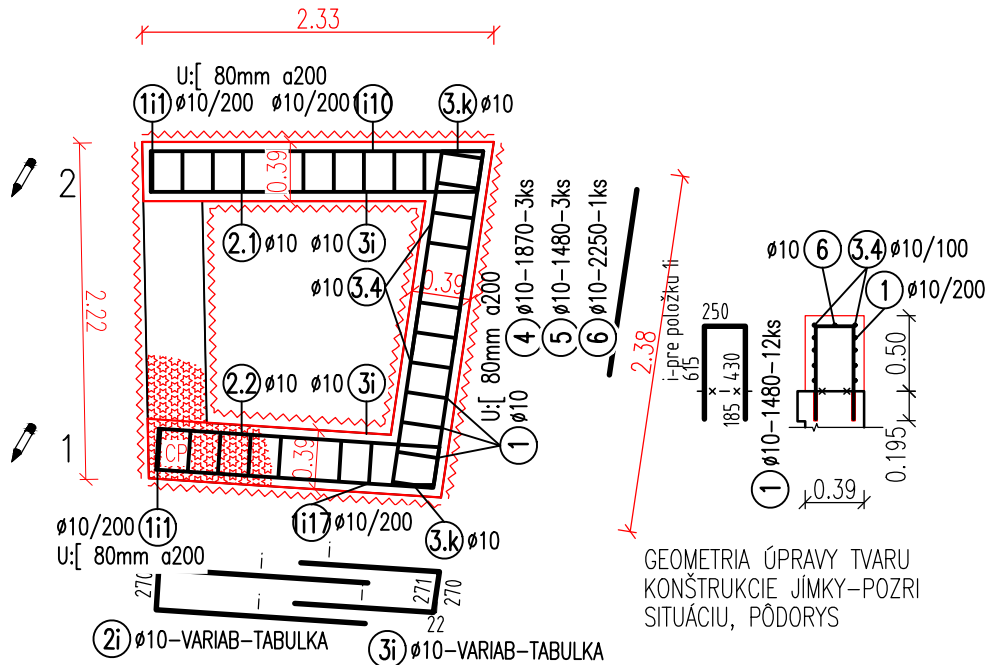 2.33
U:[ 80mm a200
1i1 ø10/200 ø10/200 1i10 3.k ø10
2
0.39
2.1 ø10 ø10 3i
ø10 3.4
0.39
2.22
2.2 ø10 ø10 3i
U:[ 80mm a200
ø10
1
1
CP
0.39
ø10/200 1i1
1i17 ø10/200
3.k ø10
U:[ 80mm a200
4 ø10-1870-3ks
5 ø10-1480-3ks
6 ø10-2250-1ks
2.38
i-pre položku 1i
250
615
185 430
1 ø10-1480-12ks
ø10 6 3.4 ø10/100
1 ø10/200
0.50
0.195
0.39
270
i
i
i
i
271
270
22
2i ø10-VARIAB-TABULKA
3i ø10-VARIAB-TABULKA
GEOMETRIA ÚPRAVY TVARU
KONŠTRUKCIE JÍMKY-POZRI
SITUÁCIU, PÔDORYS